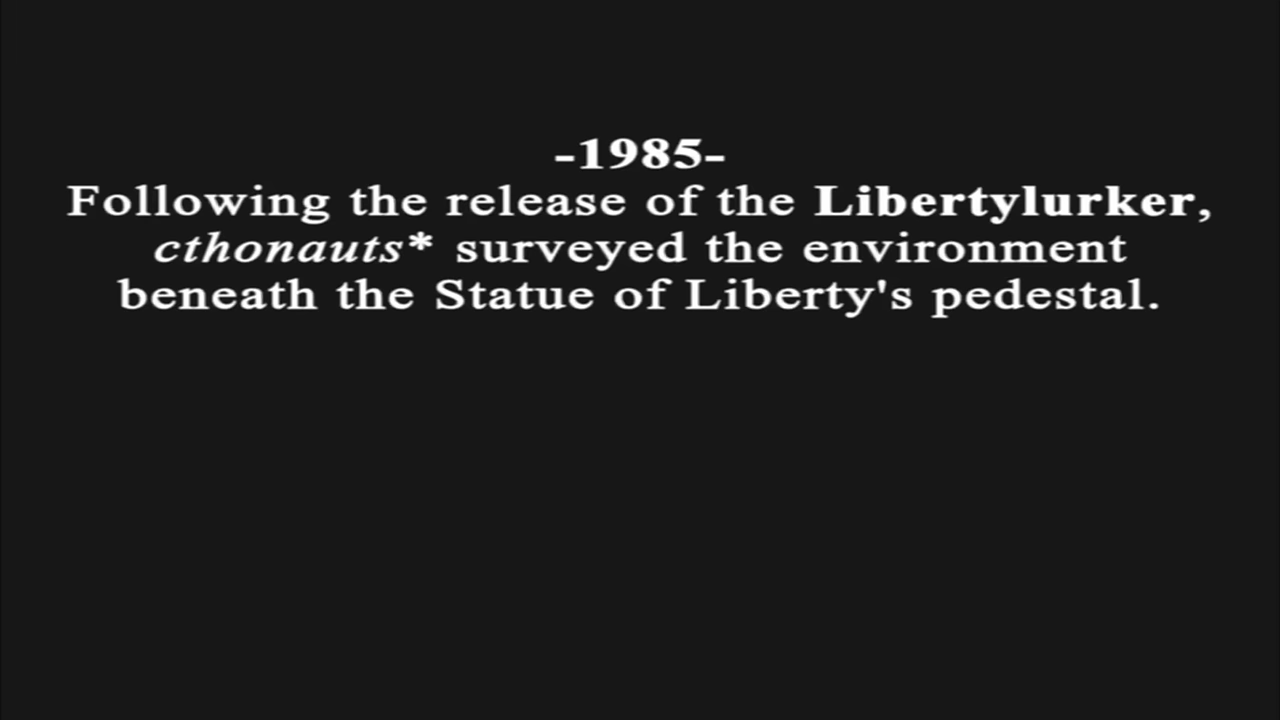 -1985-
Following the release of the Libertylurker,
cthonauts* surveyed the environment
beneath the Statue of Liberty's pedestal.